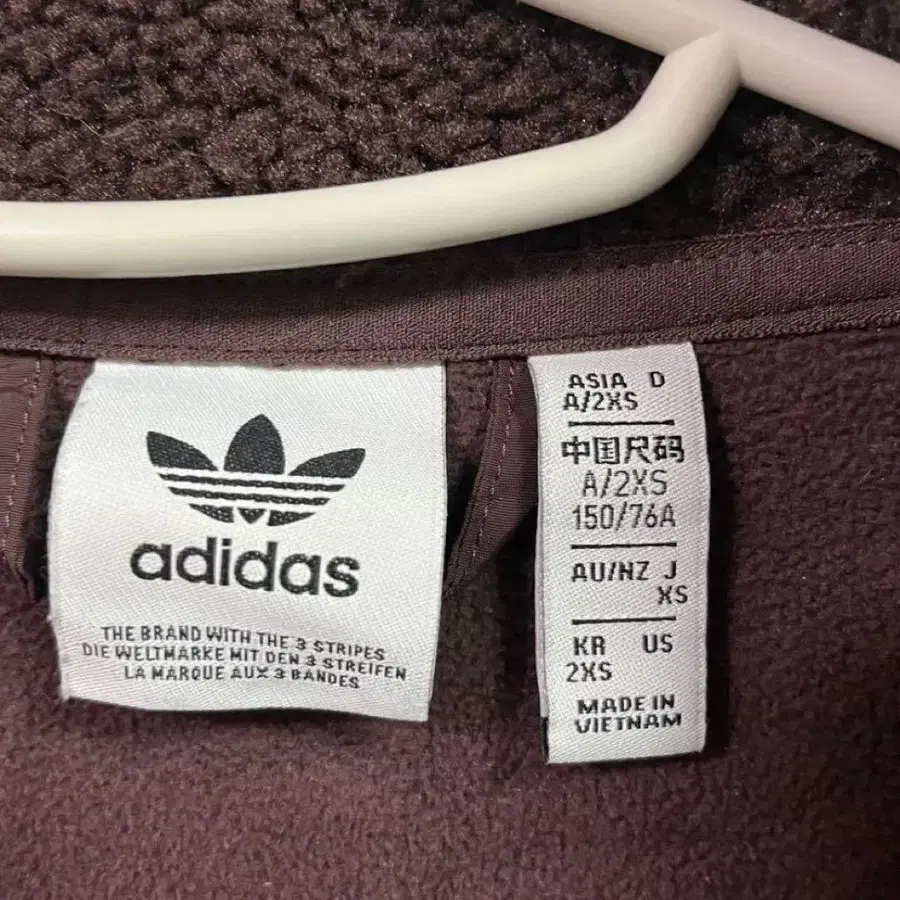 adidas
THE BRAND WITH THE 3 STRIPES
DIE WELTMARKE MIT DEN 3 STREIFEN
LA MARQUE AUX 3 BANDES
ASIA D
A/2XS
中国尺码
A/2XS
150/76A
AU/NZ J
XS
KR US
2XS
MADE IN
VIETNAM